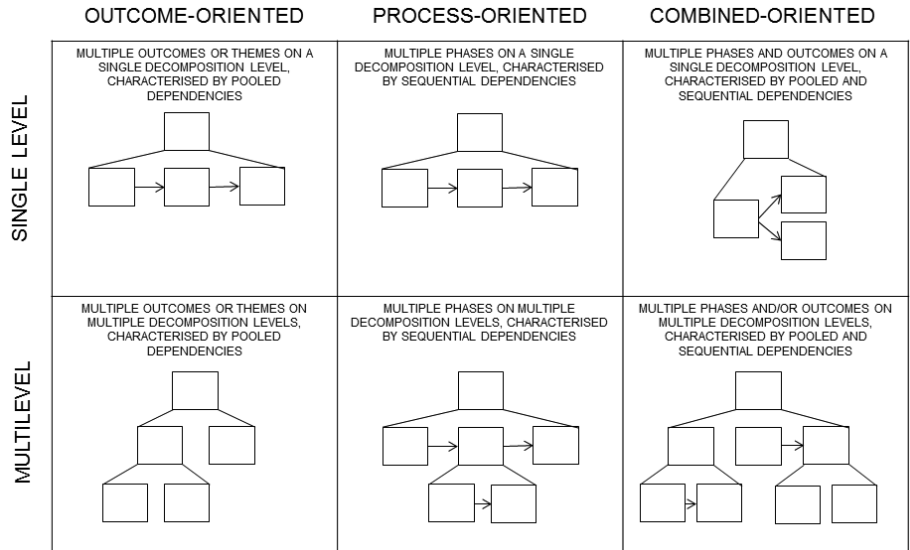 OUTCOME-ORIENTED
PROCESS-ORIENTED
COMBINED-ORIENTED
SINGLE LEVEL
MULTIPLE OUTCOMES OR THEMES ON A
SINGLE DECOMPOSITION LEVEL,
CHARACTERISED BY POOLED
DEPENDENCIES
MULTIPLE PHASES ON A SINGLE
DECOMPOSITION LEVEL, CHARACTERISED
BY SEQUENTIAL DEPENDENCIES
MULTIPLE PHASES AND OUTCOMES ON A
SINGLE DECOMPOSITION LEVEL,
CHARACTERISED BY POOLED AND
SEQUENTIAL DEPENDENCIES
MULTILEVEL
MULTIPLE OUTCOMES OR THEMES ON
MULTIPLE DECOMPOSITION LEVELS,
CHARACTERISED BY POOLED
DEPENDENCIES
MULTIPLE PHASES ON MULTIPLE
DECOMPOSITION LEVELS, CHARACTERISED
BY SEQUENTIAL DEPENDENCIES
MULTIPLE PHASES AND/OR OUTCOMES ON
MULTIPLE DECOMPOSITION LEVELS,
CHARACTERISED BY POOLED AND
SEQUENTIAL DEPENDENCIES